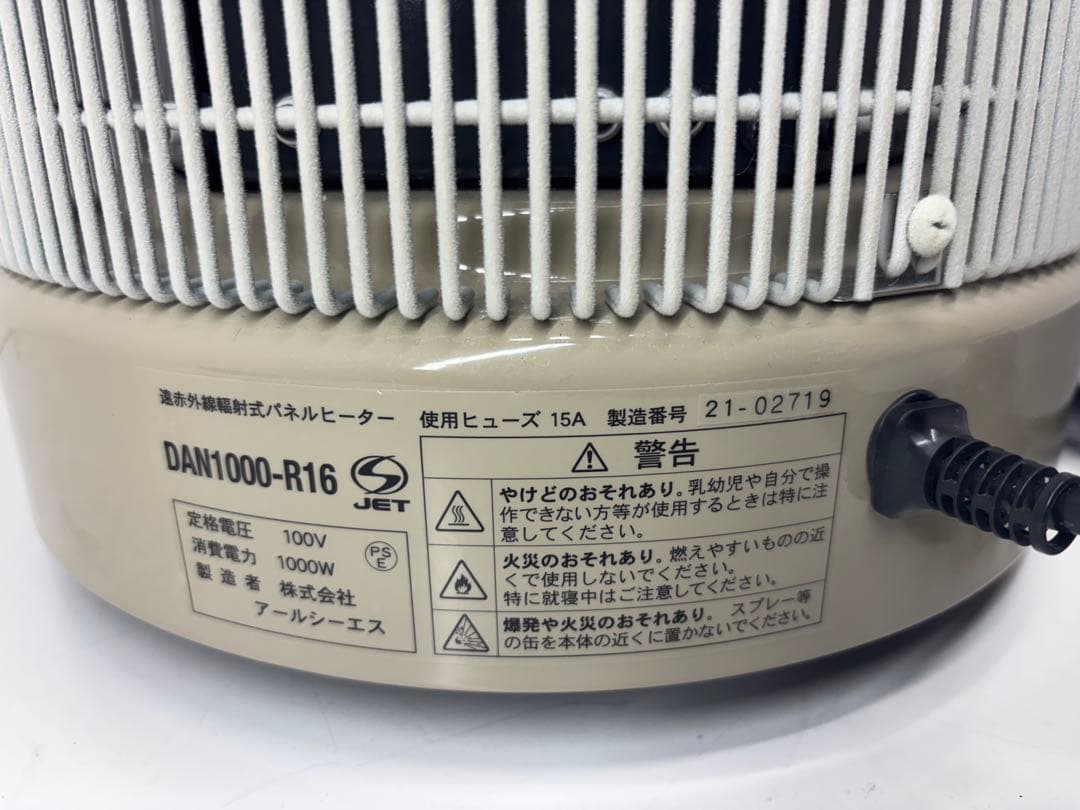 遠赤外線輻射式パネルヒーター 使用ヒューズ 15A 製造番号 21-02719
DAN1000-R16
JET
定格電圧 100V
消費電力 1000W
製造者 株式会社
アールシーエス
PS
E
警告
やけどのおそれあり。乳幼児や自分で操
作できない方等が使用するときは特に注
意してください。
火災のおそれあり。燃えやすいものの近
くで使用しないでください。
特に就寝中はご注意してください。
爆発や火災のおそれあり。 スプレー等
の缶を本体の近くに置かないでください。